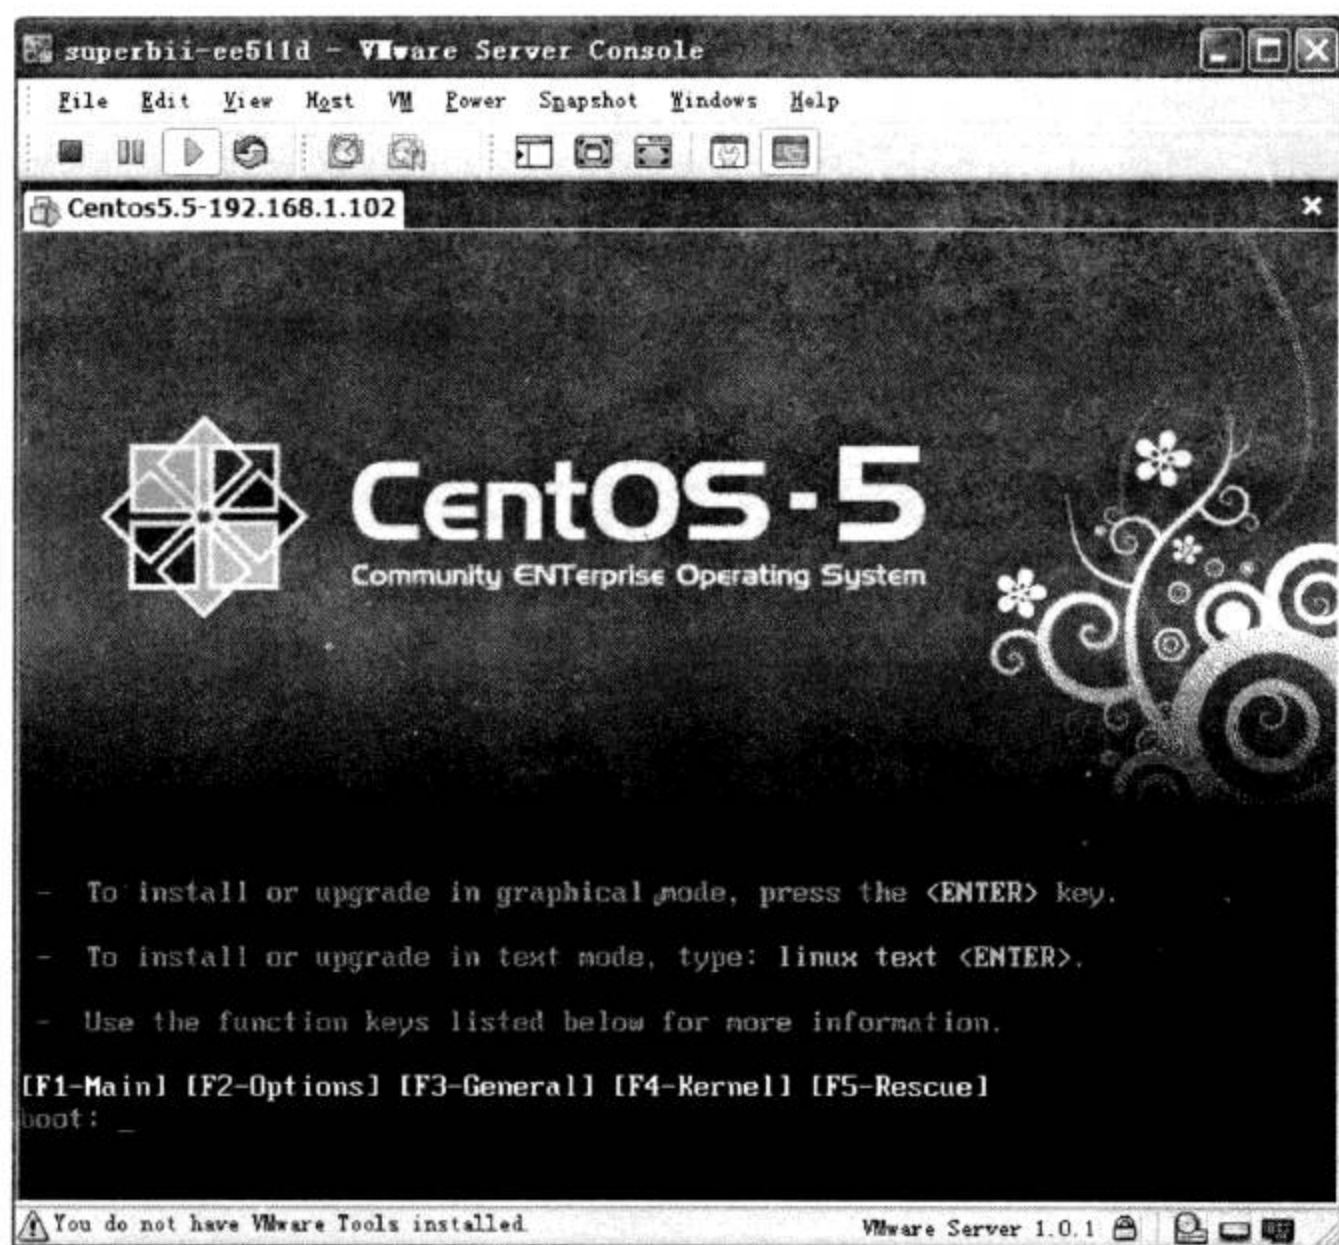 superbii-ee511d - VMware Server Console
File Edit View Host VM Power Snapshot Windows Help
Centos5.5-192.168.1.102
CentOS-5
Community ENTerprise Operating System
- To install or upgrade in graphical mode, press the <ENTER> key.
- To install or upgrade in text mode, type: linux text <ENTER>.
- Use the function keys listed below for more information.
[F1-Main] [F2-Options] [F3-General] [F4-Kernel] [F5-Rescue]
boot: _
You do not have VMware Tools installed
VMware Server 1.0.1